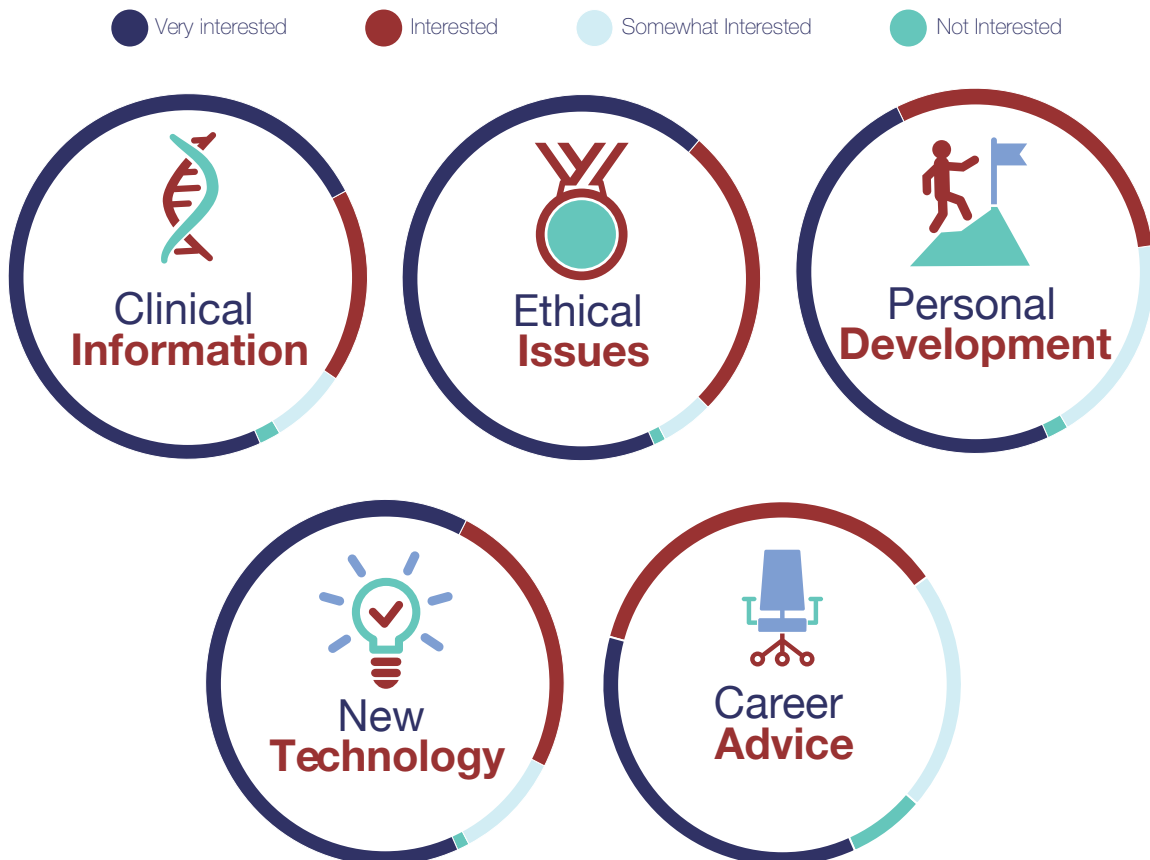 Very interested
Interested
Somewhat Interested
Not Interested
Clinical
Information
Ethical
Issues
Personal
Development
New
Technology
Career
Advice